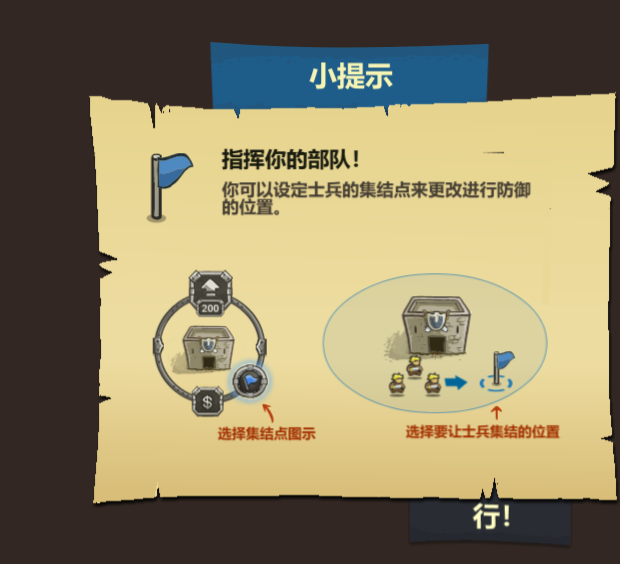 小提示
指挥你的部队！
你可以设定士兵的集结点来更改进行防御
的位置。
200
$
选择集结点图示
选择要让士兵集结的位置
行！